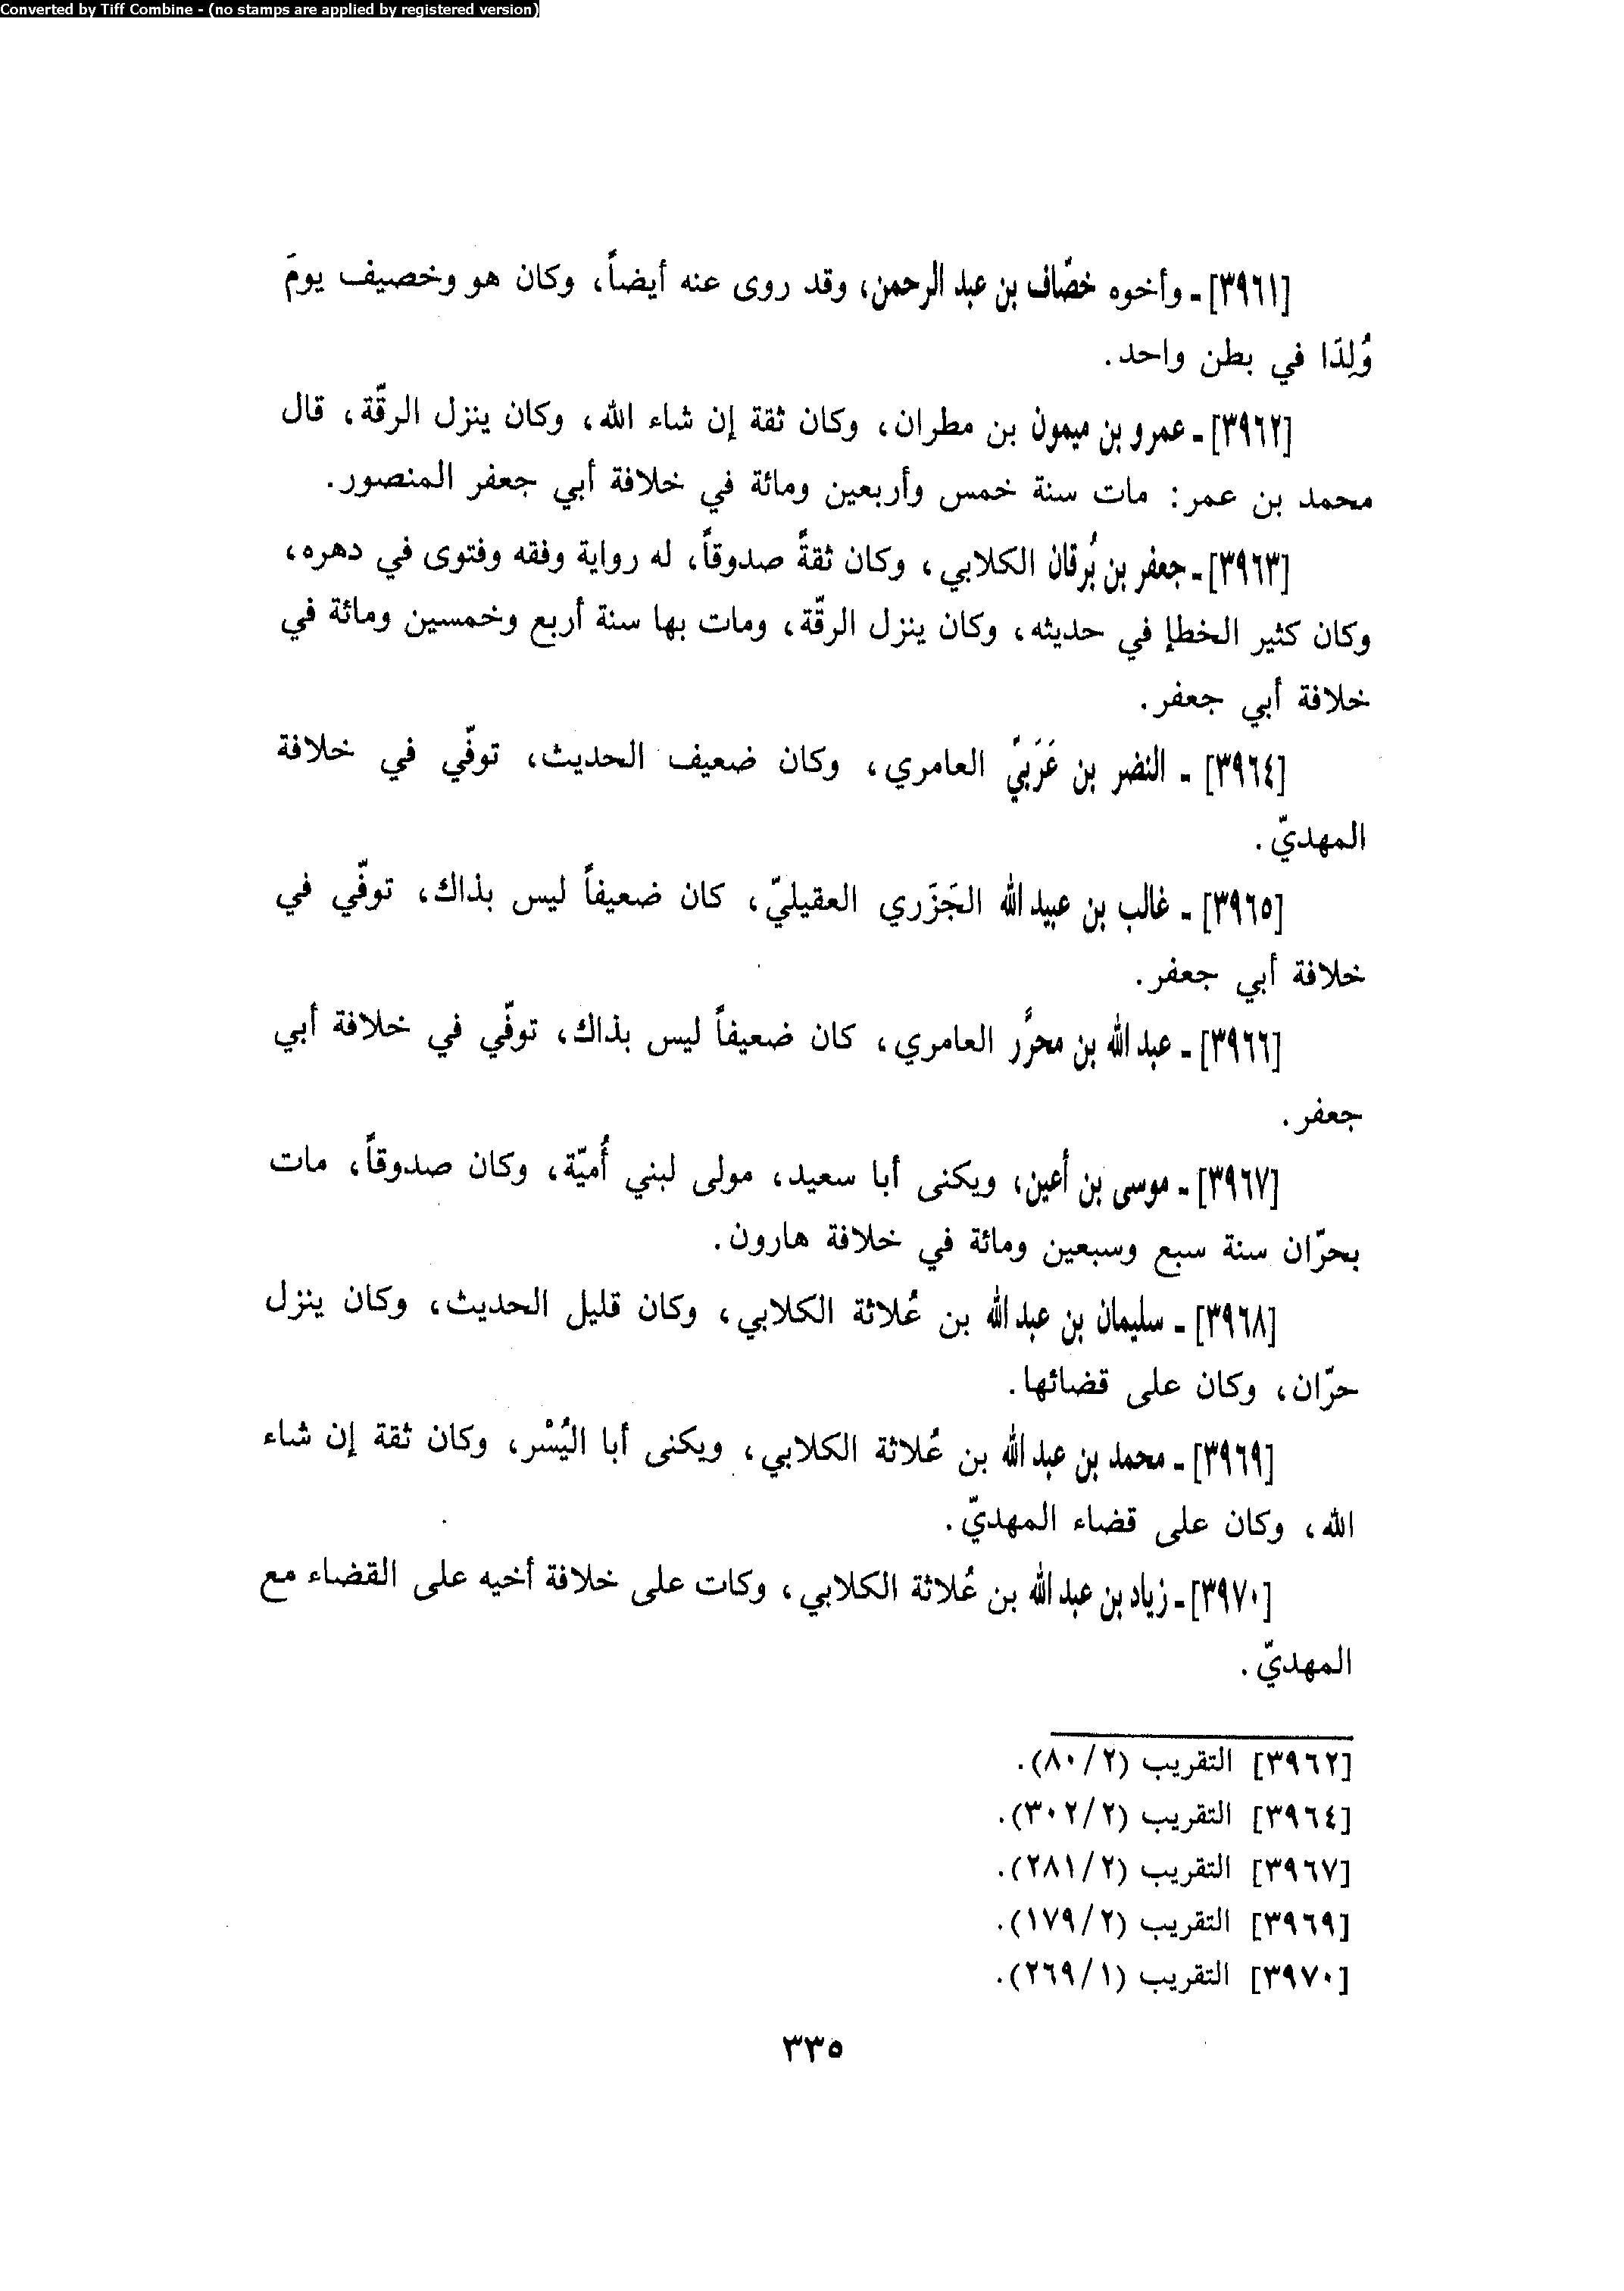 Converted by Tiff Combine - (no stamps are applied by registered version)
[٣٩٦١] ـ وأخوه خصّاف بن عبد الرحمن، وقد روى عنه أيضاً، وكان هو وخصيف يومَ
وُلِدَا في بطن واحد.
[٣٩٦٢] ـ عمرو بن ميمون بن مطران، وكان ثقة إن شاء الله، وكان ينزل الرقّة، قال
محمد بن عمر: مات سنة خمس وأربعين ومائة في خلافة أبي جعفر المنصور.
[٣٩٦٣] ـ جعفر بن بُرقان الكلابي، وكان ثقةً صدوقاً، له رواية وفقه وفتوى في دهره،
وكان كثير الخطإ في حديثه، وكان ينزل الرقّة، ومات بها سنة أربع وخمسين ومائة في
خلافة أبي جعفر.
[٣٩٦٤] ـ النضر بن عَرَبيّ العامري، وكان ضعيف الحديث، توفّي في خلافة
المهديّ.
[٣٩٦٥] ـ غالب بن عبيد الله الجَزَري العقيليّ، كان ضعيفاً ليس بذاك، توفّي في
خلافة أبي جعفر.
[٣٩٦٦] ـ عبد الله بن محرَّر العامري، كان ضعيفاً ليس بذاك، توفّي في خلافة أبي
جعفر.
[٣٩٦٧] ـ موسى بن أعين، ويكنى أبا سعيد، مولى لبني أُميّة، وكان صدوقاً، مات
بحرّان سنة سبع وسبعين ومائة في خلافة هارون.
[٣٩٦٨] ـ سليمان بن عبد الله بن عُلاثة الكلابي، وكان قليل الحديث، وكان ينزل
حرّان، وكان على قضائها.
[٣٩٦٩] ـ محمد بن عبد الله بن عُلاثة الكلابي، ويكنى أبا اليُسْر، وكان ثقة إن شاء
الله، وكان على قضاء المهديّ.
[٣٩٧٠] ـ زياد بن عبد الله بن عُلاثة الكلابي، وكات على خلافة أخيه على القضاء مع
المهديّ.
[٣٩٦٢] التقريب (٢/ ٨٠).
[٣٩٦٤] التقريب (٢/ ٣٠٢).
[٣٩٦٧] التقريب (٢/ ٢٨١).
[٣٩٦٩] التقريب (٢/ ١٧٩).
[٣٩٧٠] التقريب (١/ ٢٦٩).
٣٣٥